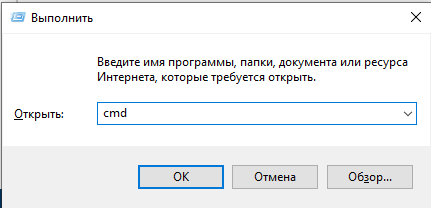 Выполнить
Введите имя программы, папки, документа или ресурса
Интернета, которые требуется открыть.
Открыть: cmd
ОК Отмена Обзор...